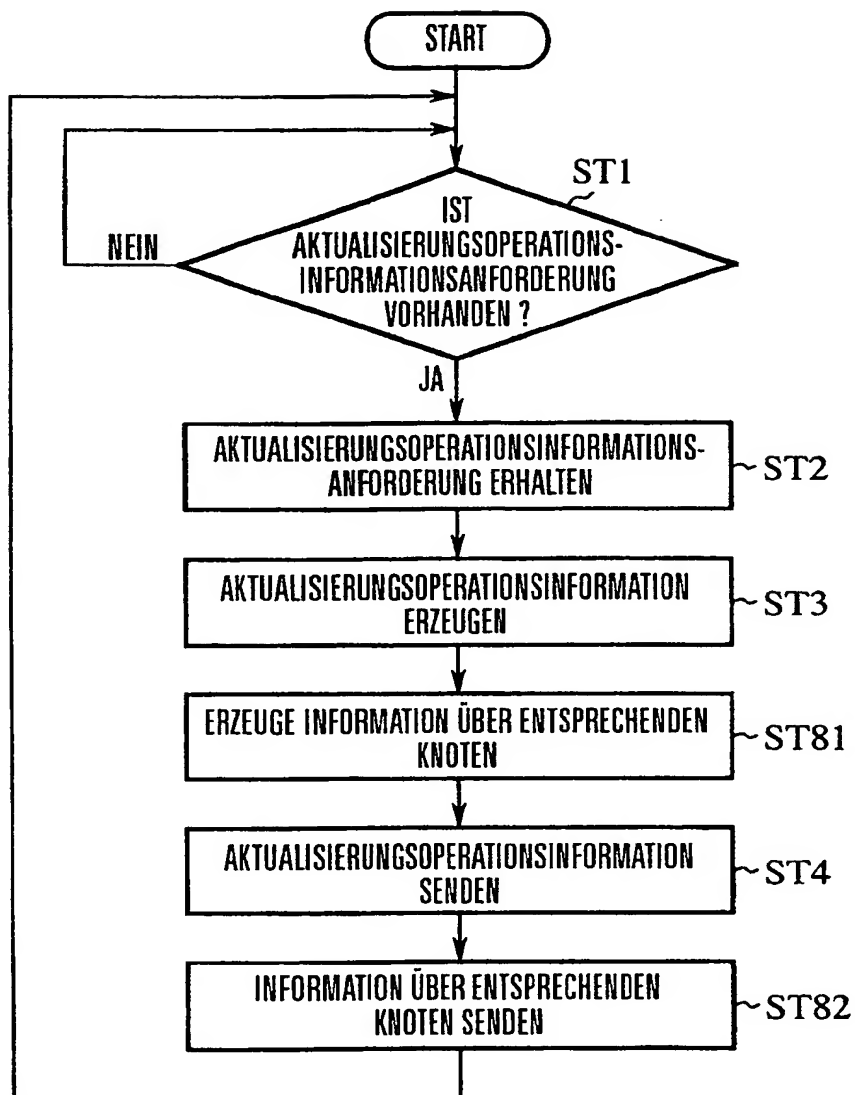 START
ST1
IST
AKTUALISIERUNGSOPERATIONS-
INFORMATIONSANFORDERUNG
VORHANDEN ?
NEIN
JA
AKTUALISIERUNGSOPERATIONSINFORMATIONS-
ANFORDERUNG ERHALTEN
ST2
AKTUALISIERUNGSOPERATIONSINFORMATION
ERZEUGEN
ST3
ERZEUGE INFORMATION ÜBER ENTSPRECHENDEN
KNOTEN
ST81
AKTUALISIERUNGSOPERATIONSINFORMATION
SENDEN
ST4
INFORMATION ÜBER ENTSPRECHENDEN
KNOTEN SENDEN
ST82